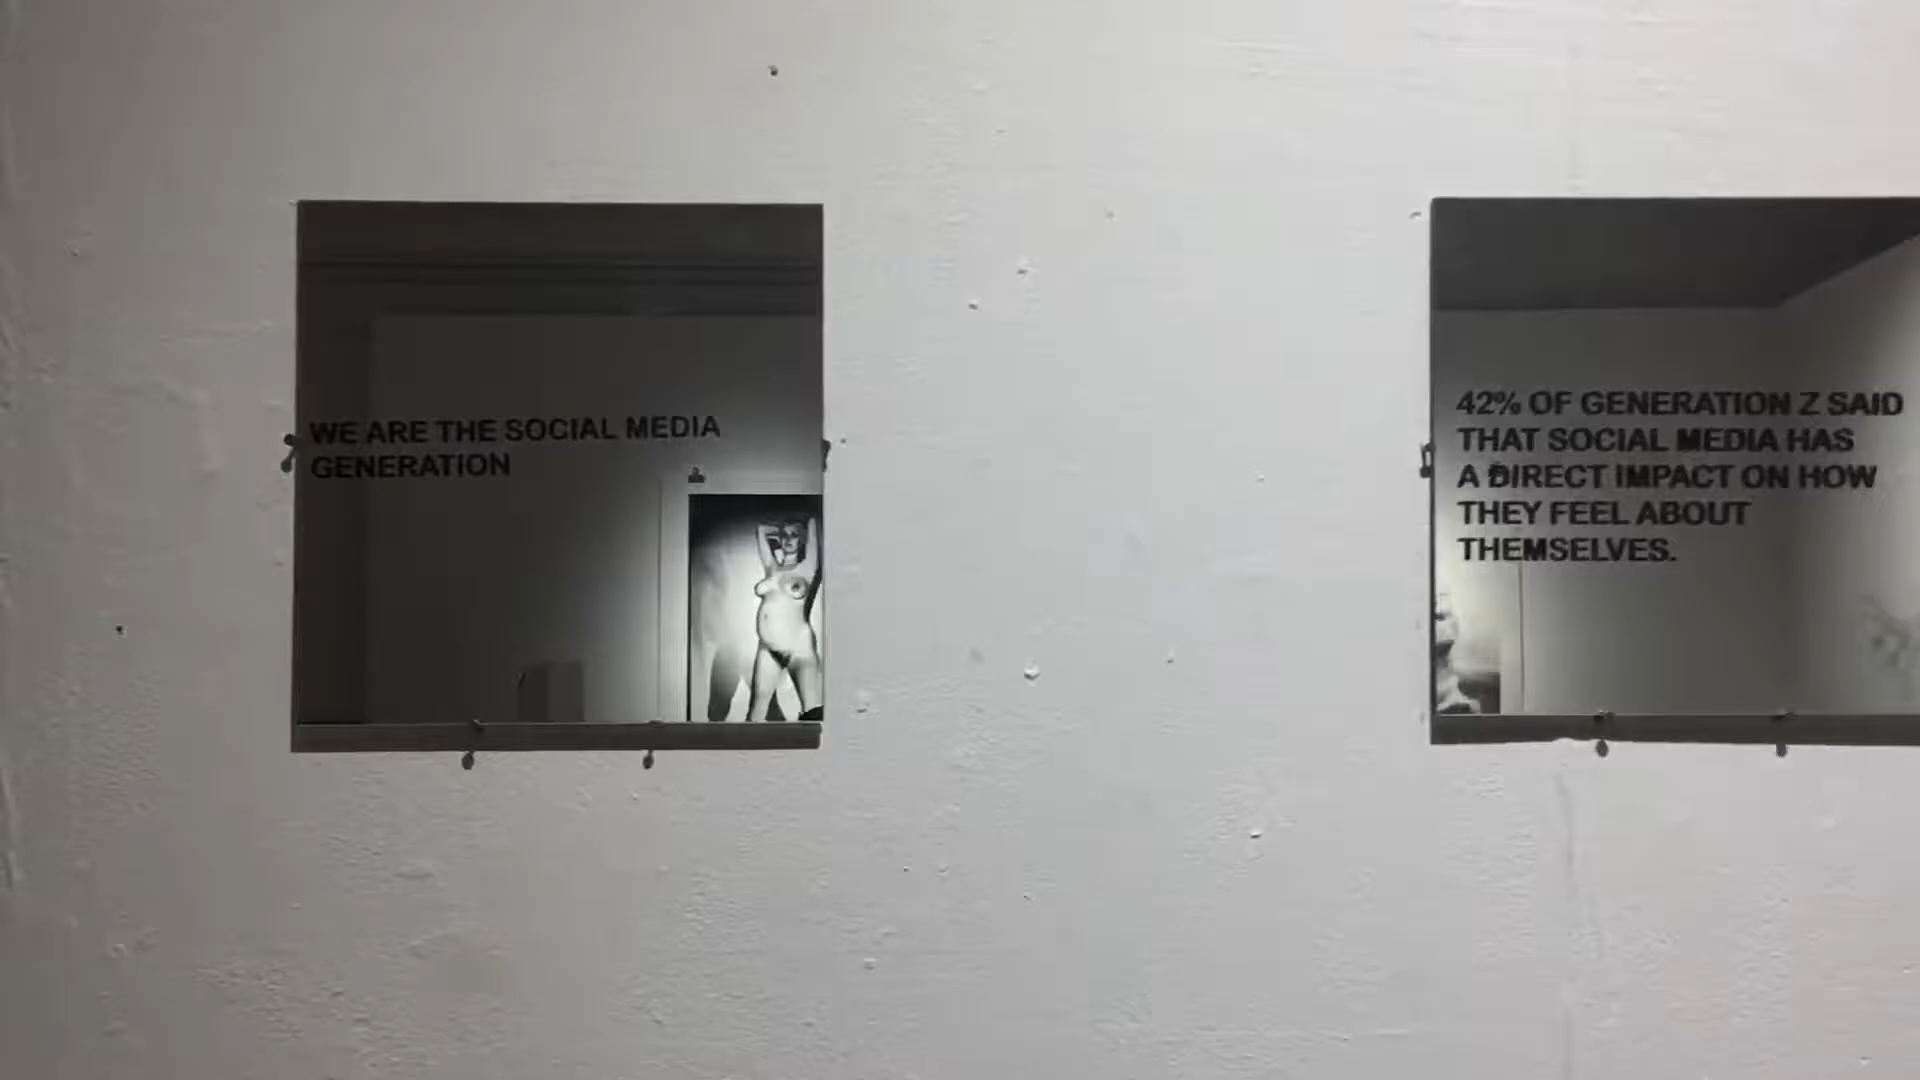 WE ARE THE SOCIAL MEDIA
GENERATION
42% OF GENERATION Z SAID
THAT SOCIAL MEDIA HAS
A DIRECT IMPACT ON HOW
THEY FEEL ABOUT
THEMSELVES.